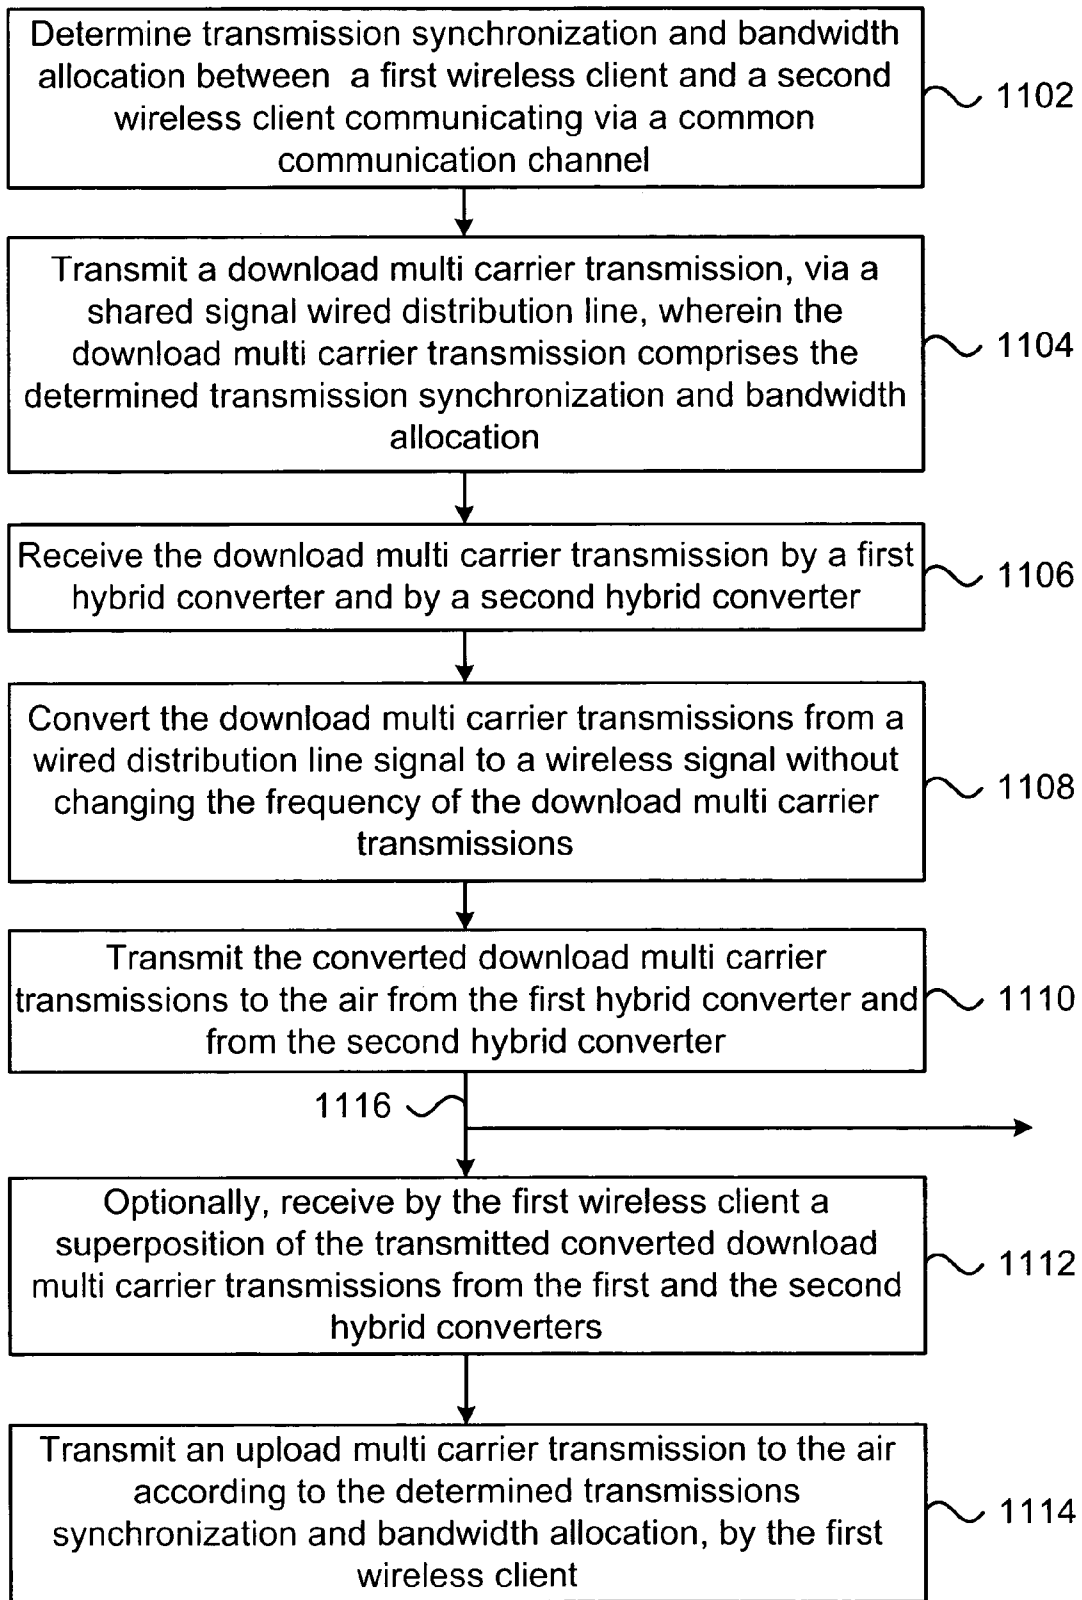 Determine transmission synchronization and bandwidth
allocation between a first wireless client and a second
wireless client communicating via a common
communication channel
1102
Transmit a download multi carrier transmission, via a
shared signal wired distribution line, wherein the
download multi carrier transmission comprises the
determined transmission synchronization and bandwidth
allocation
1104
Receive the download multi carrier transmission by a first
hybrid converter and by a second hybrid converter
1106
Convert the download multi carrier transmissions from a
wired distribution line signal to a wireless signal without
changing the frequency of the download multi carrier
transmissions
1108
Transmit the converted download multi carrier
transmissions to the air from the first hybrid converter and
from the second hybrid converter
1110
1116
Optionally, receive by the first wireless client a
superposition of the transmitted converted download
multi carrier transmissions from the first and the second
hybrid converters
1112
Transmit an upload multi carrier transmission to the air
according to the determined transmissions
synchronization and bandwidth allocation, by the first
wireless client
1114